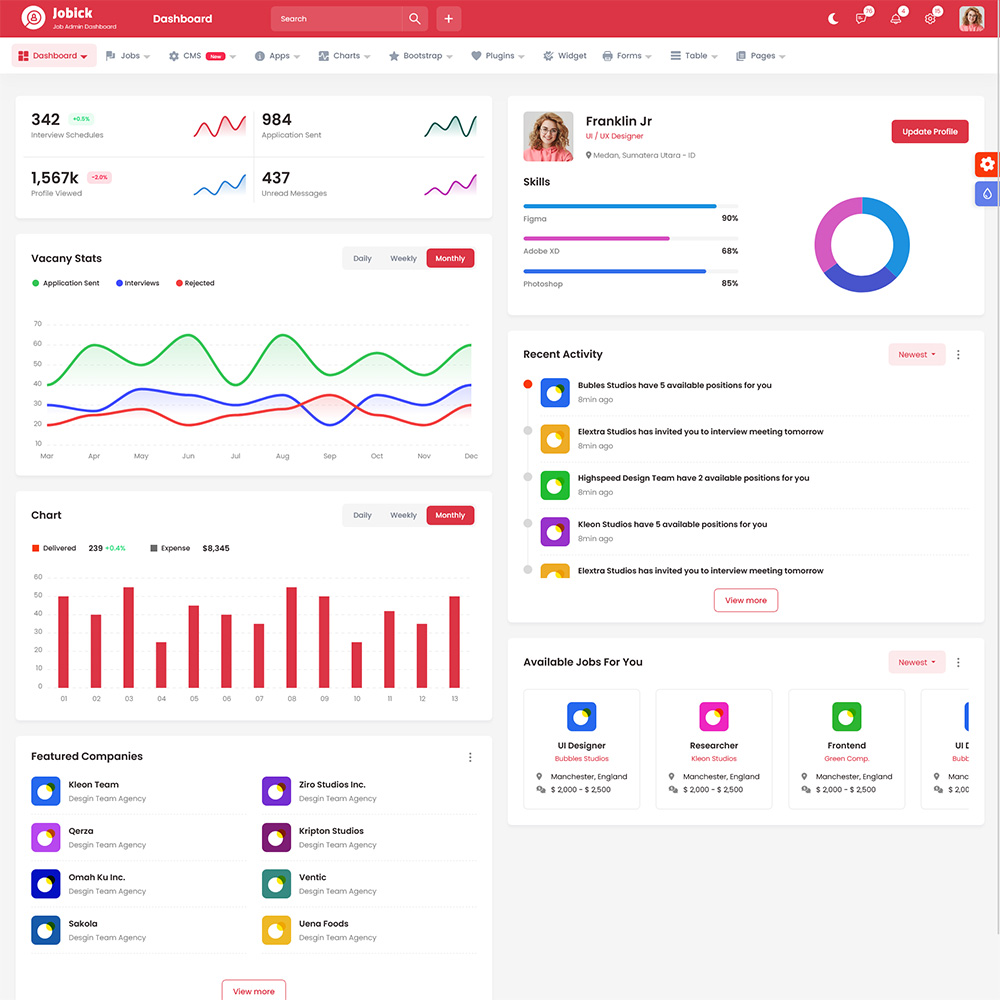 Jobick
Job Admin Dashboard
Dashboard
Search
+
76
4
15
Dashboard
Jobs
CMS New
Apps
Charts
Bootstrap
Plugins
Widget
Forms
Table
Pages
342 +0.5%
Interview Schedules
984
Application Sent
1,567k -2.0%
Profile Viewed
437
Unread Messages
Vacany Stats
Daily Weekly Monthly
Application Sent Interviews Rejected
70
60
50
40
30
20
10
Mar Apr May Jun Jul Aug Sep Oct Nov Dec
Chart
Daily Weekly Monthly
Delivered 239 +0.4% Expense $8,345
60
50
40
30
20
10
0
01 02 03 04 05 06 07 08 09 10 11 12 13
Featured Companies
Kleon Team
Desgin Team Agency
Ziro Studios Inc.
Desgin Team Agency
Qerza
Desgin Team Agency
Kripton Studios
Desgin Team Agency
Omah Ku Inc.
Desgin Team Agency
Ventic
Desgin Team Agency
Sakola
Desgin Team Agency
Uena Foods
Desgin Team Agency
View more
Franklin Jr
UI / UX Designer
Medan, Sumatera Utara - ID
Update Profile
Skills
Figma 90%
Adobe XD 68%
Photoshop 85%
Recent Activity
Newest
Bubles Studios have 5 available positions for you
8min ago
Elextra Studios has invited you to interview meeting tomorrow
8min ago
Highspeed Design Team have 2 available positions for you
8min ago
Kleon Studios have 5 available positions for you
8min ago
Elextra Studios has invited you to interview meeting tomorrow
View more
Available Jobs For You
Newest
UI Designer
Bubbles Studios
Manchester, England
$ 2,000 - $ 2,500
Researcher
Kleon Studios
Manchester, England
$ 2,000 - $ 2,500
Frontend
Green Comp.
Manchester, England
$ 2,000 - $ 2,500
UI D
Bubb
Manc
$ 2,00